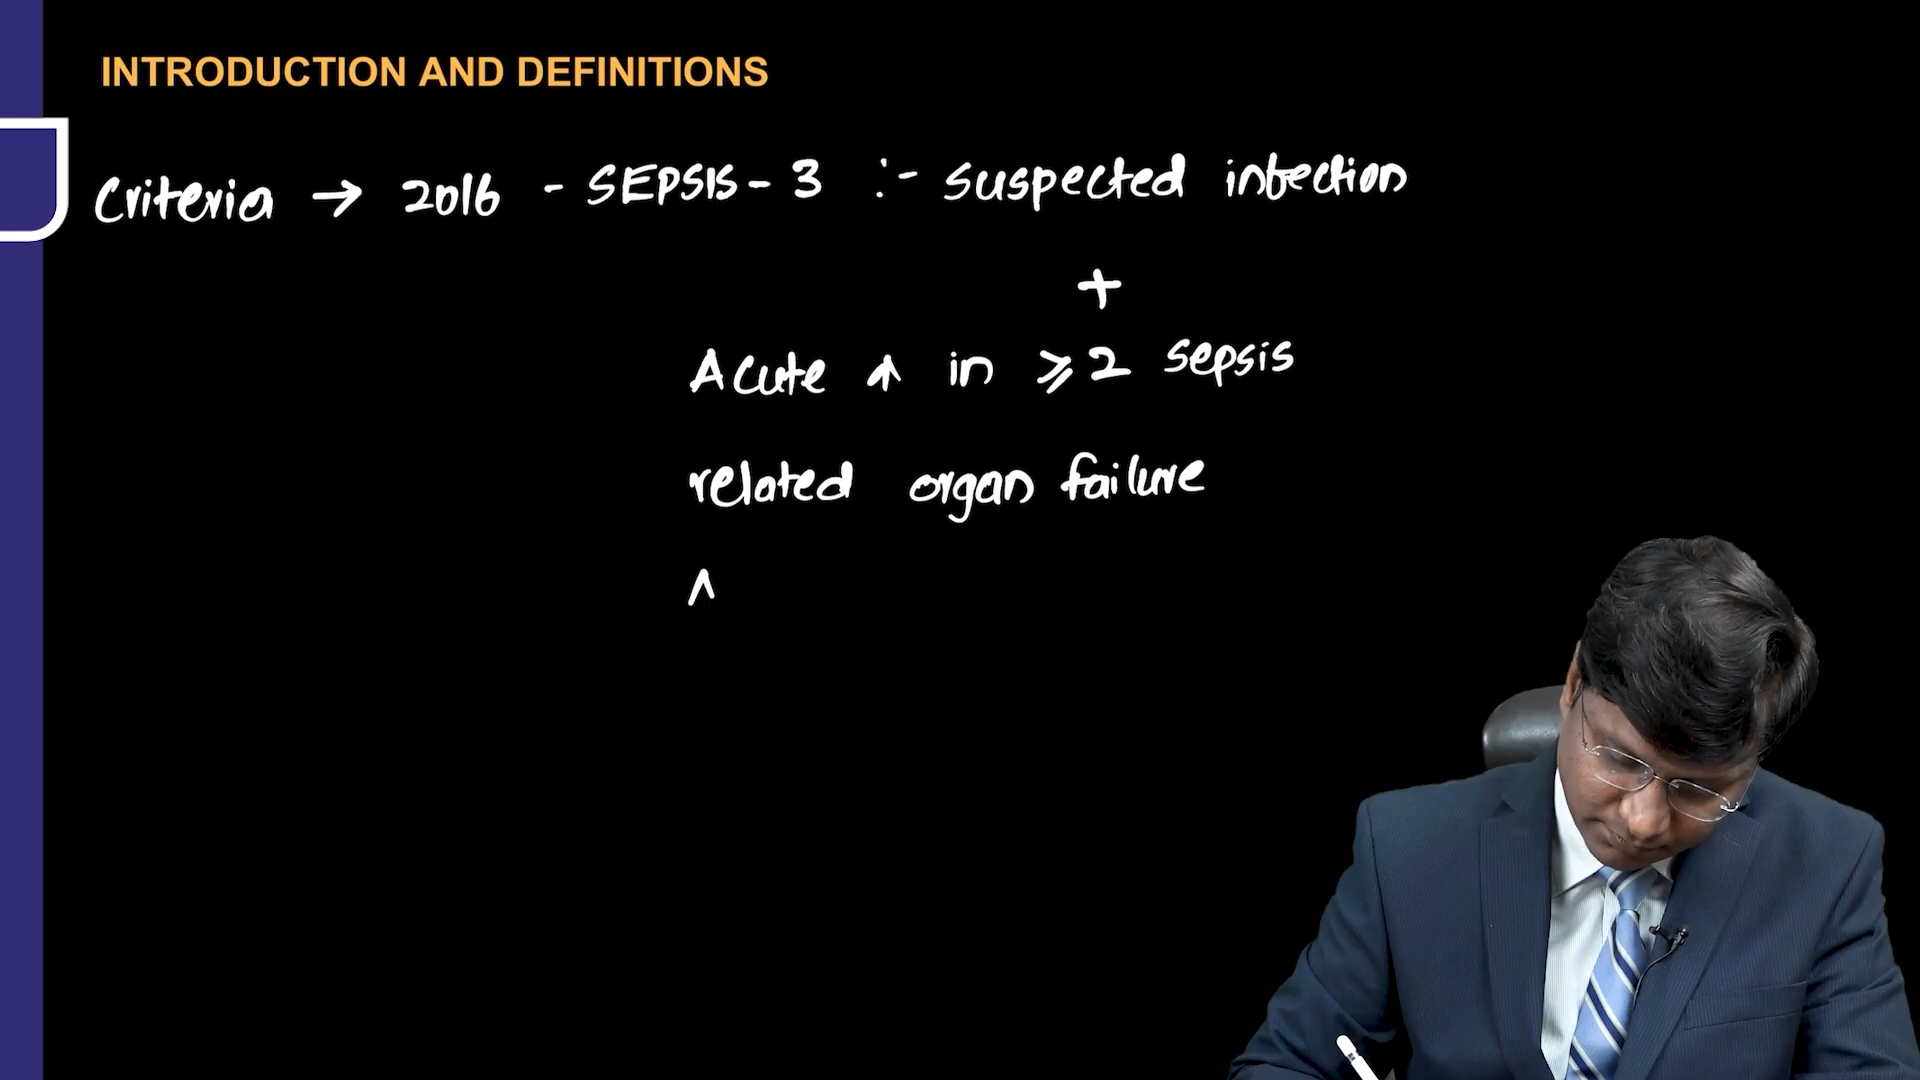 INTRODUCTION AND DEFINITIONS
Criteria → 2016 - SEPSIS - 3 :- suspected infection
+
Acute ↑ in ⩾ 2 sepsis
related organ failure